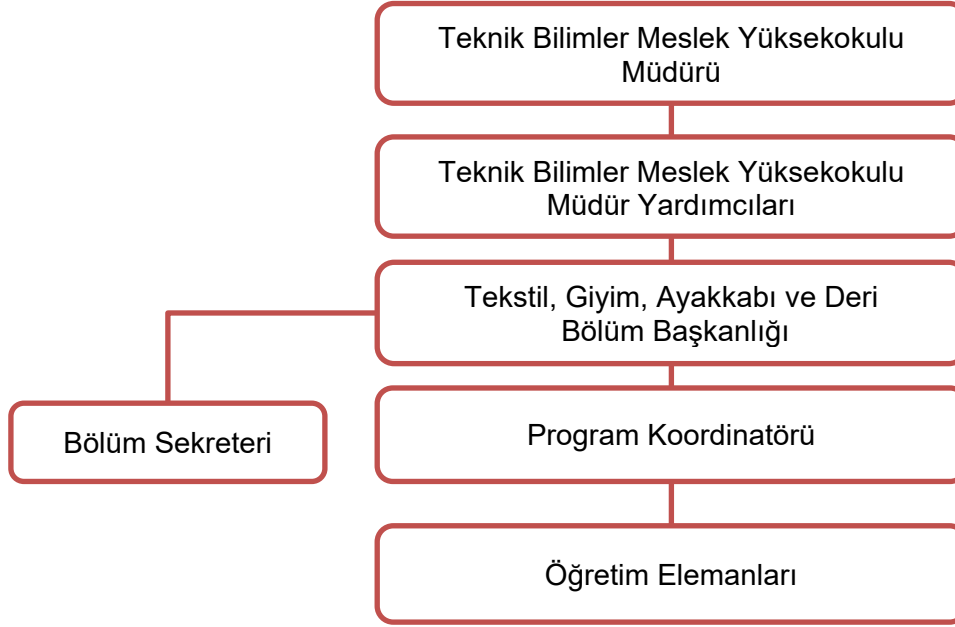 Teknik Bilimler Meslek Yüksekokulu
Müdürü
Teknik Bilimler Meslek Yüksekokulu
Müdür Yardımcıları
Tekstil, Giyim, Ayakkabı ve Deri
Bölüm Başkanlığı
Bölüm Sekreteri
Program Koordinatörü
Öğretim Elemanları